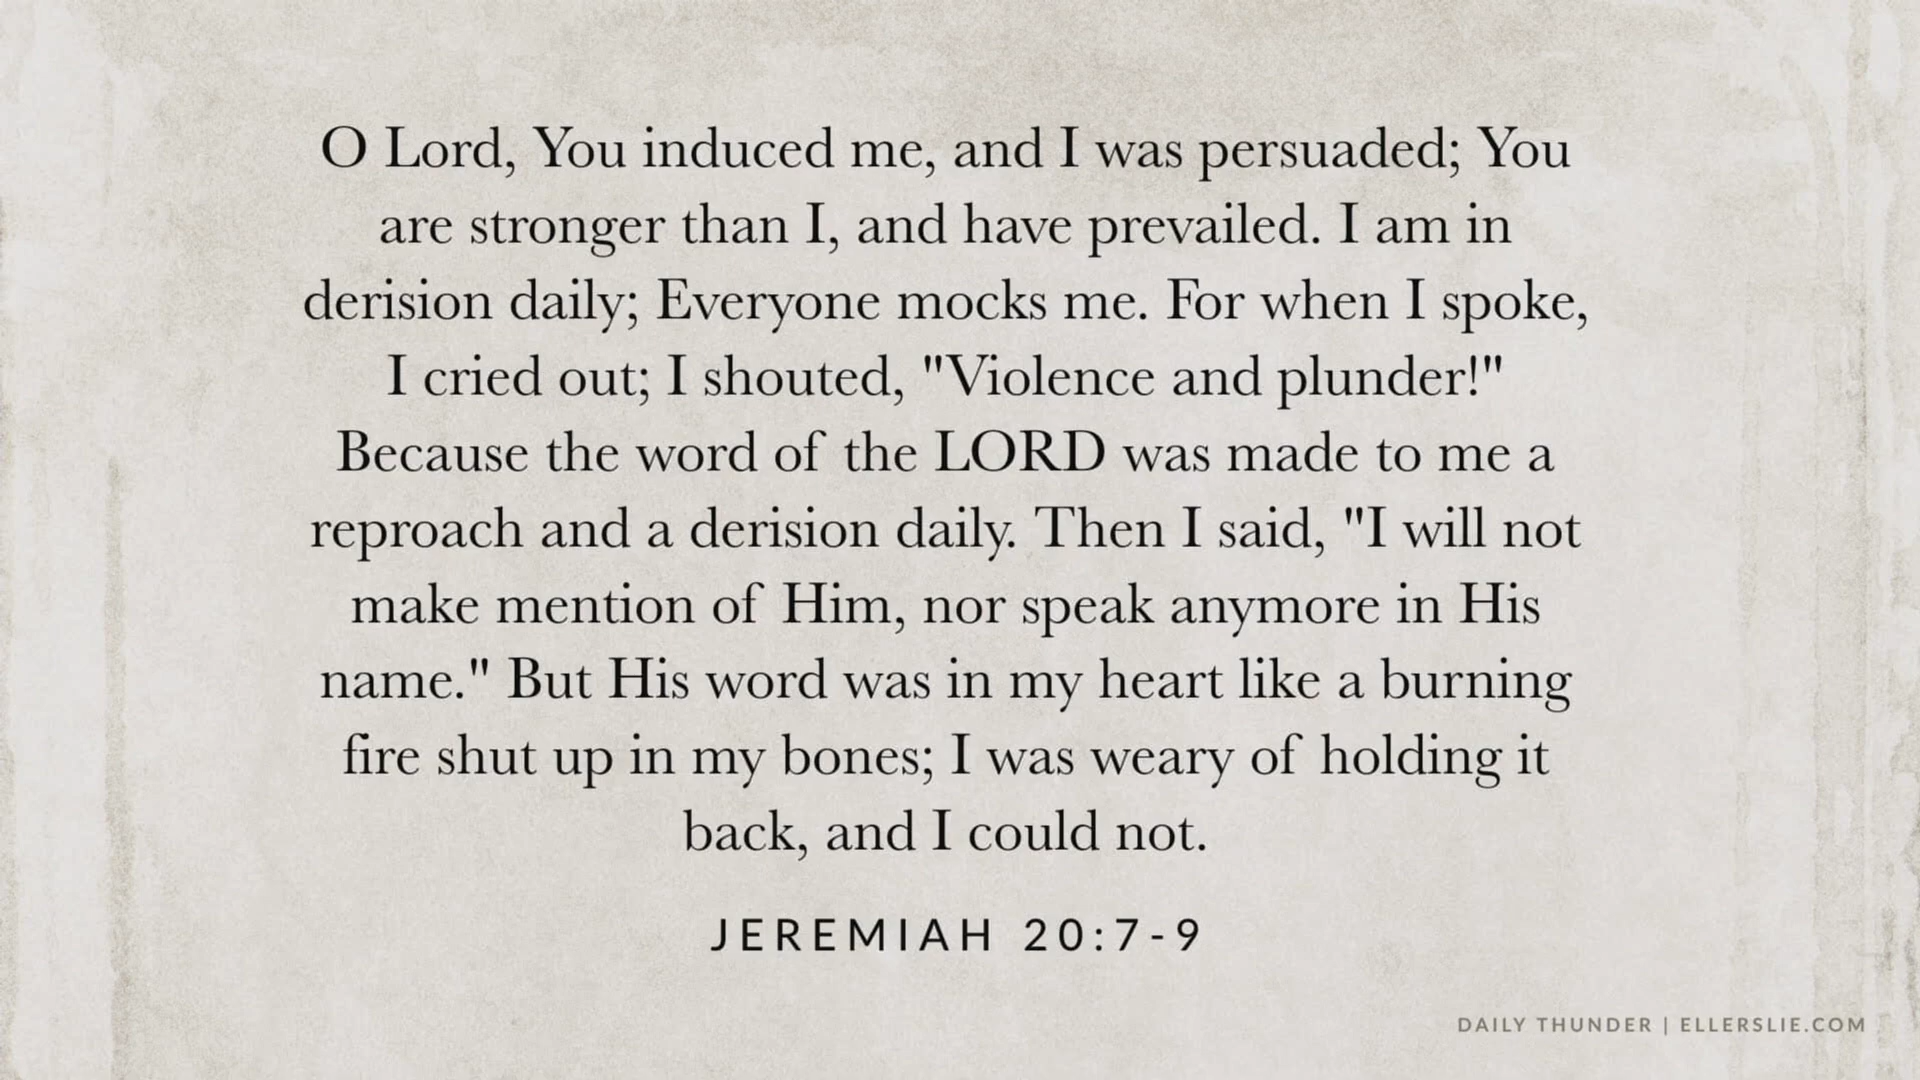 O Lord, You induced me, and I was persuaded; You
are stronger than I, and have prevailed. I am in
derision daily; Everyone mocks me. For when I spoke,
I cried out; I shouted, "Violence and plunder!"
Because the word of the LORD was made to me a
reproach and a derision daily. Then I said, "I will not
make mention of Him, nor speak anymore in His
name." But His word was in my heart like a burning
fire shut up in my bones; I was weary of holding it
back, and I could not.
JEREMIAH 20:7-9
DAILY THUNDER | ELLERSLIE.COM